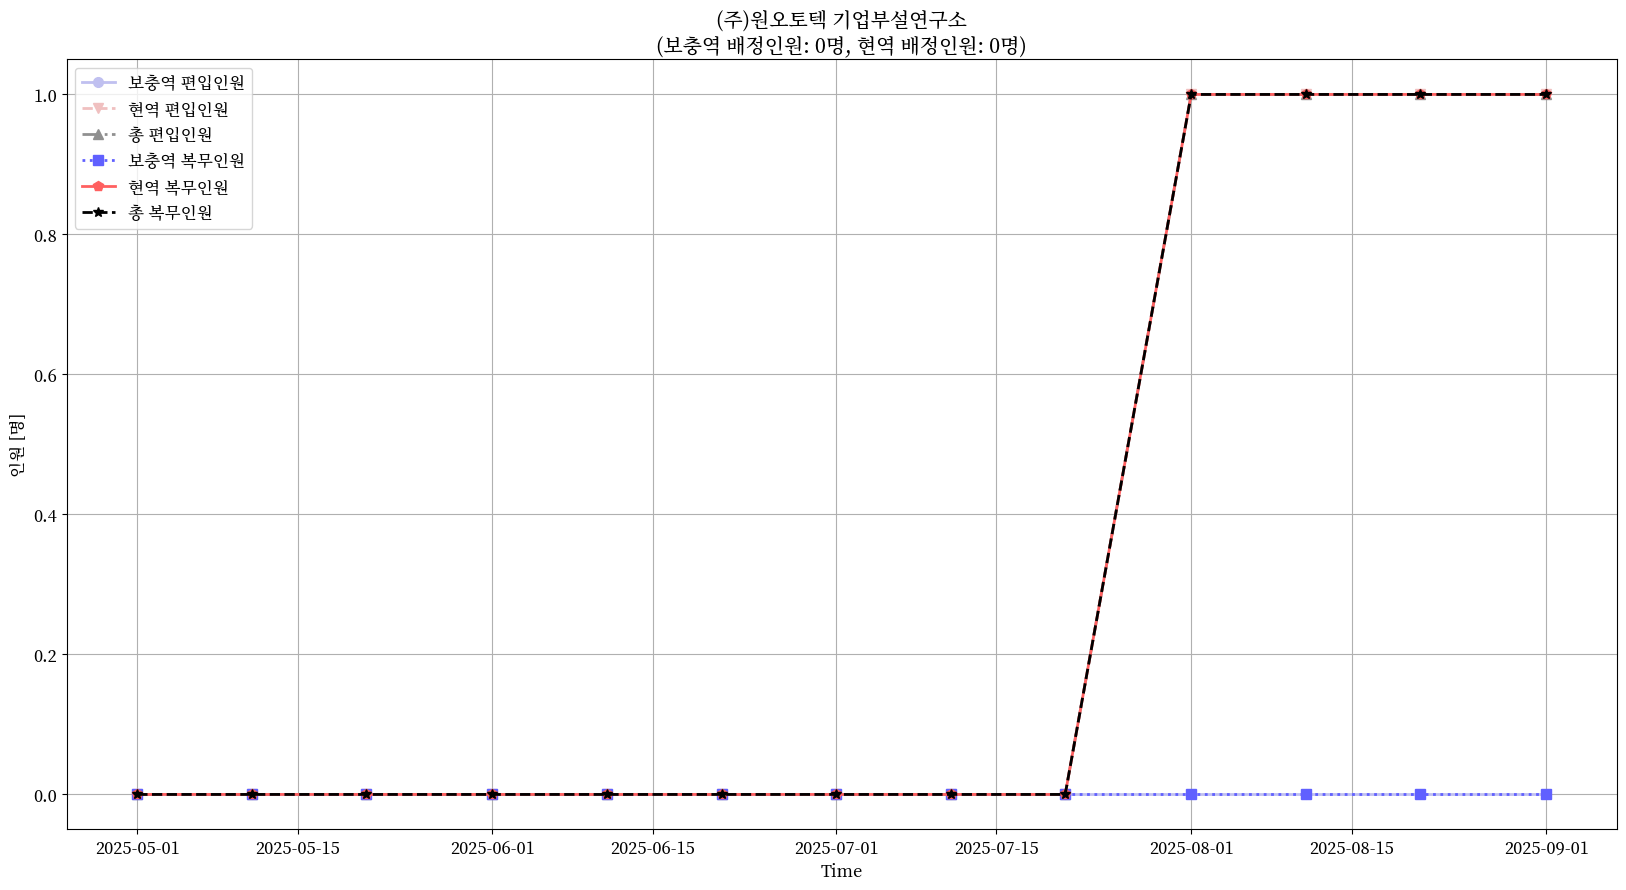 (주)원오토텍 기업부설연구소
(보충역 배정인원: 0명, 현역 배정인원: 0명)
보충역 편입인원
현역 편입인원
총 편입인원
보충역 복무인원
현역 복무인원
총 복무인원
인원 [명]
1.0
0.8
0.6
0.4
0.2
0.0
2025-05-01
2025-05-15
2025-06-01
2025-06-15
2025-07-01
2025-07-15
2025-08-01
2025-08-15
2025-09-01
Time